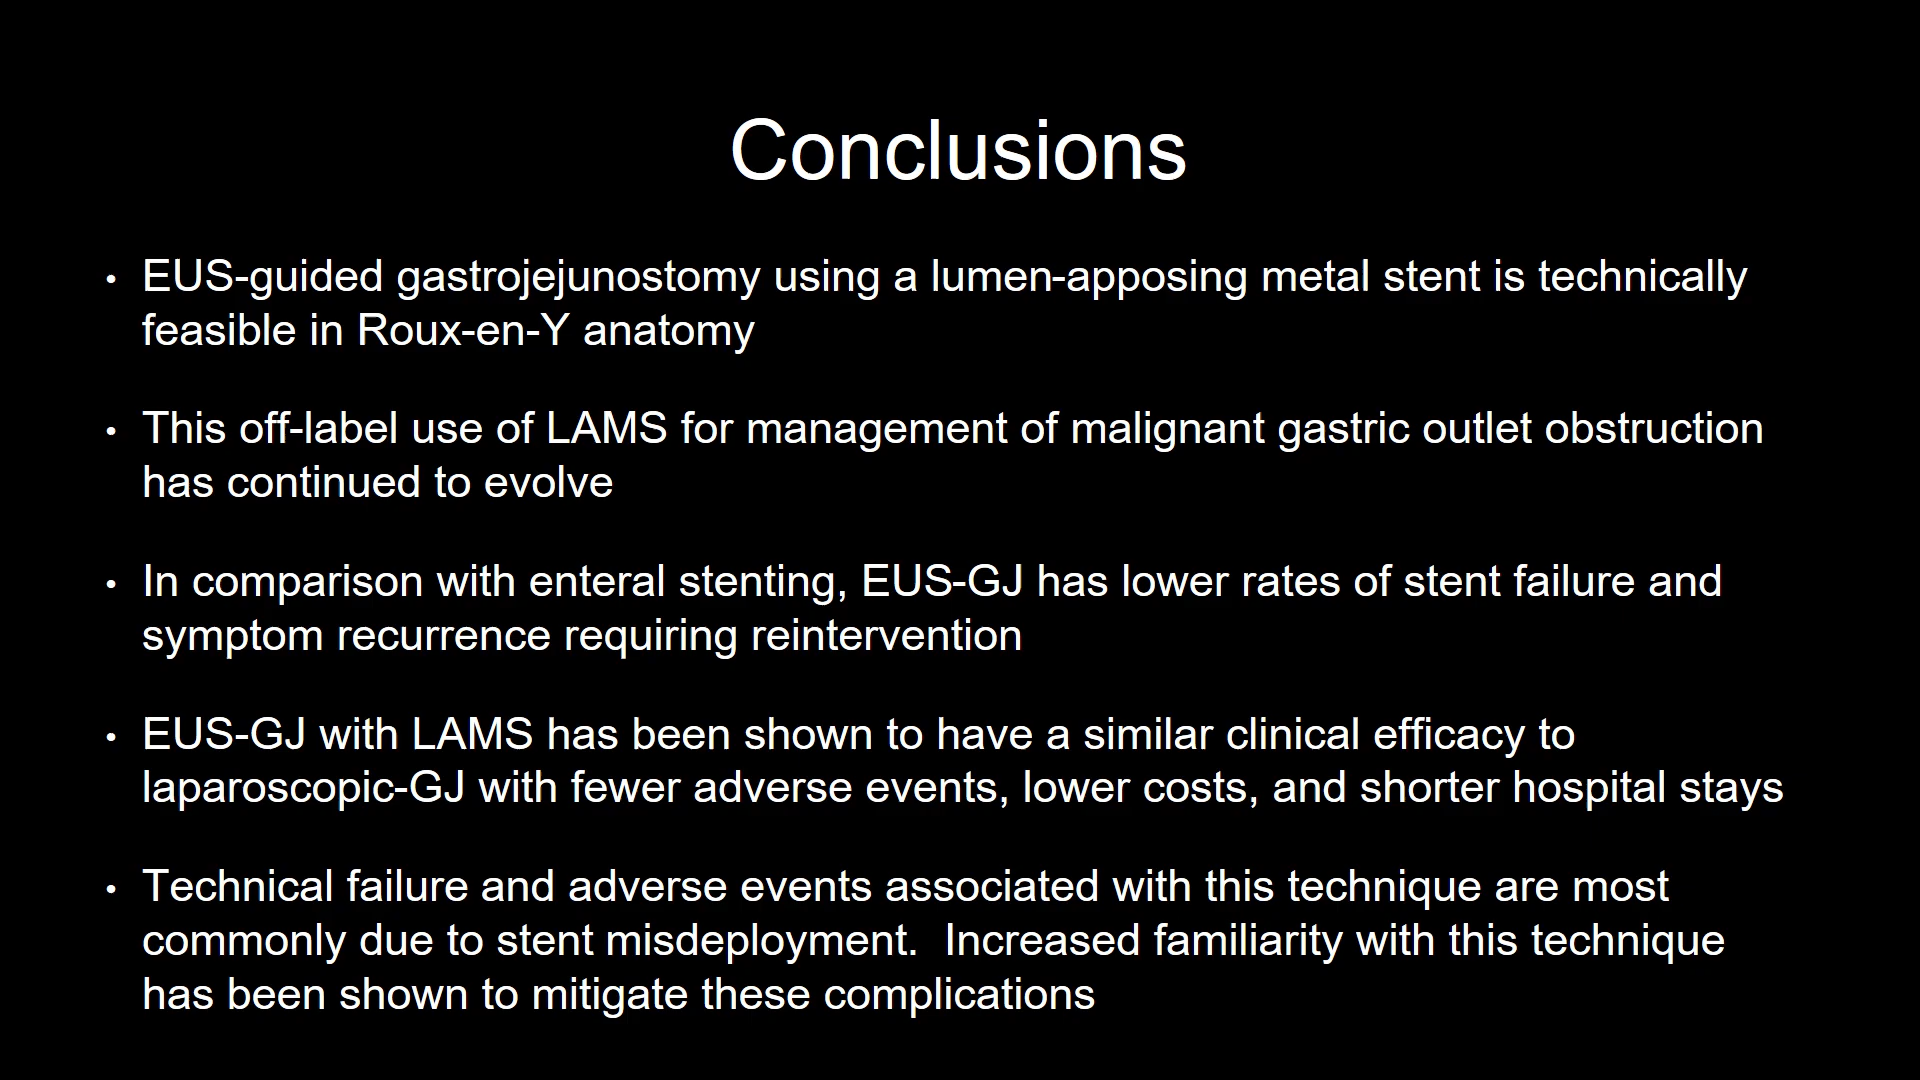 Conclusions
• EUS-guided gastrojejunostomy using a lumen-apposing metal stent is technically
feasible in Roux-en-Y anatomy
• This off-label use of LAMS for management of malignant gastric outlet obstruction
has continued to evolve
• In comparison with enteral stenting, EUS-GJ has lower rates of stent failure and
symptom recurrence requiring reintervention
• EUS-GJ with LAMS has been shown to have a similar clinical efficacy to
laparoscopic-GJ with fewer adverse events, lower costs, and shorter hospital stays
• Technical failure and adverse events associated with this technique are most
commonly due to stent misdeployment.  Increased familiarity with this technique
has been shown to mitigate these complications